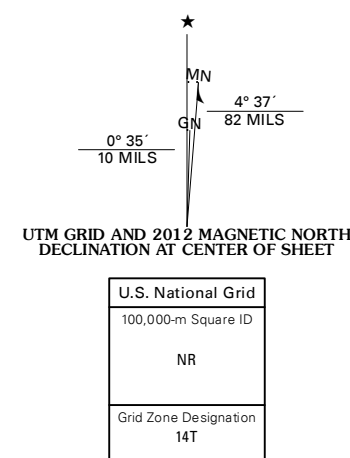 ★
MN
4° 37´
82 MILS
GN
0° 35´
10 MILS
UTM GRID AND 2012 MAGNETIC NORTH
DECLINATION AT CENTER OF SHEET
U.S. National Grid
100,000-m Square ID
NR
Grid Zone Designation
14T